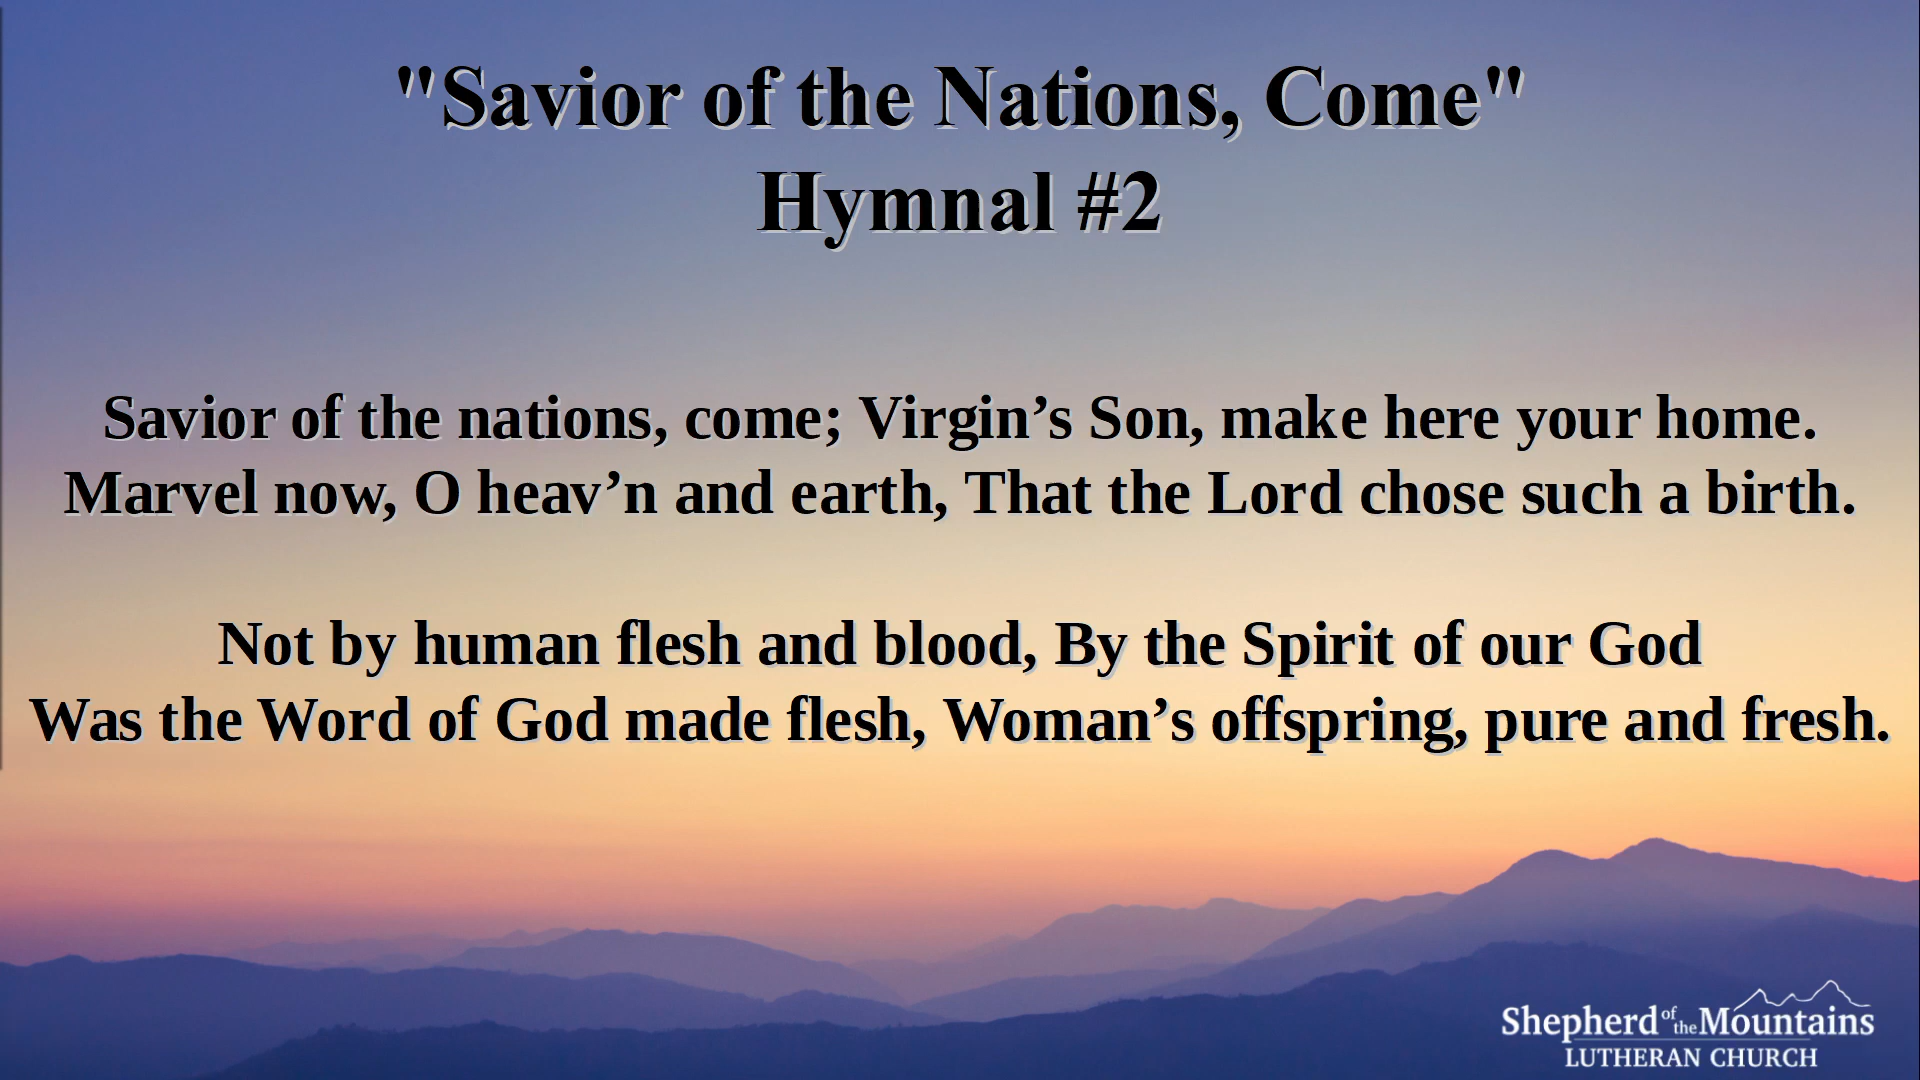 "Savior of the Nations, Come"
Hymnal #2
Savior of the nations, come; Virgin’s Son, make here your home.
Marvel now, O heav’n and earth, That the Lord chose such a birth.
Not by human flesh and blood, By the Spirit of our God
Was the Word of God made flesh, Woman’s offspring, pure and fresh.
Shepherd of the Mountains
LUTHERAN CHURCH